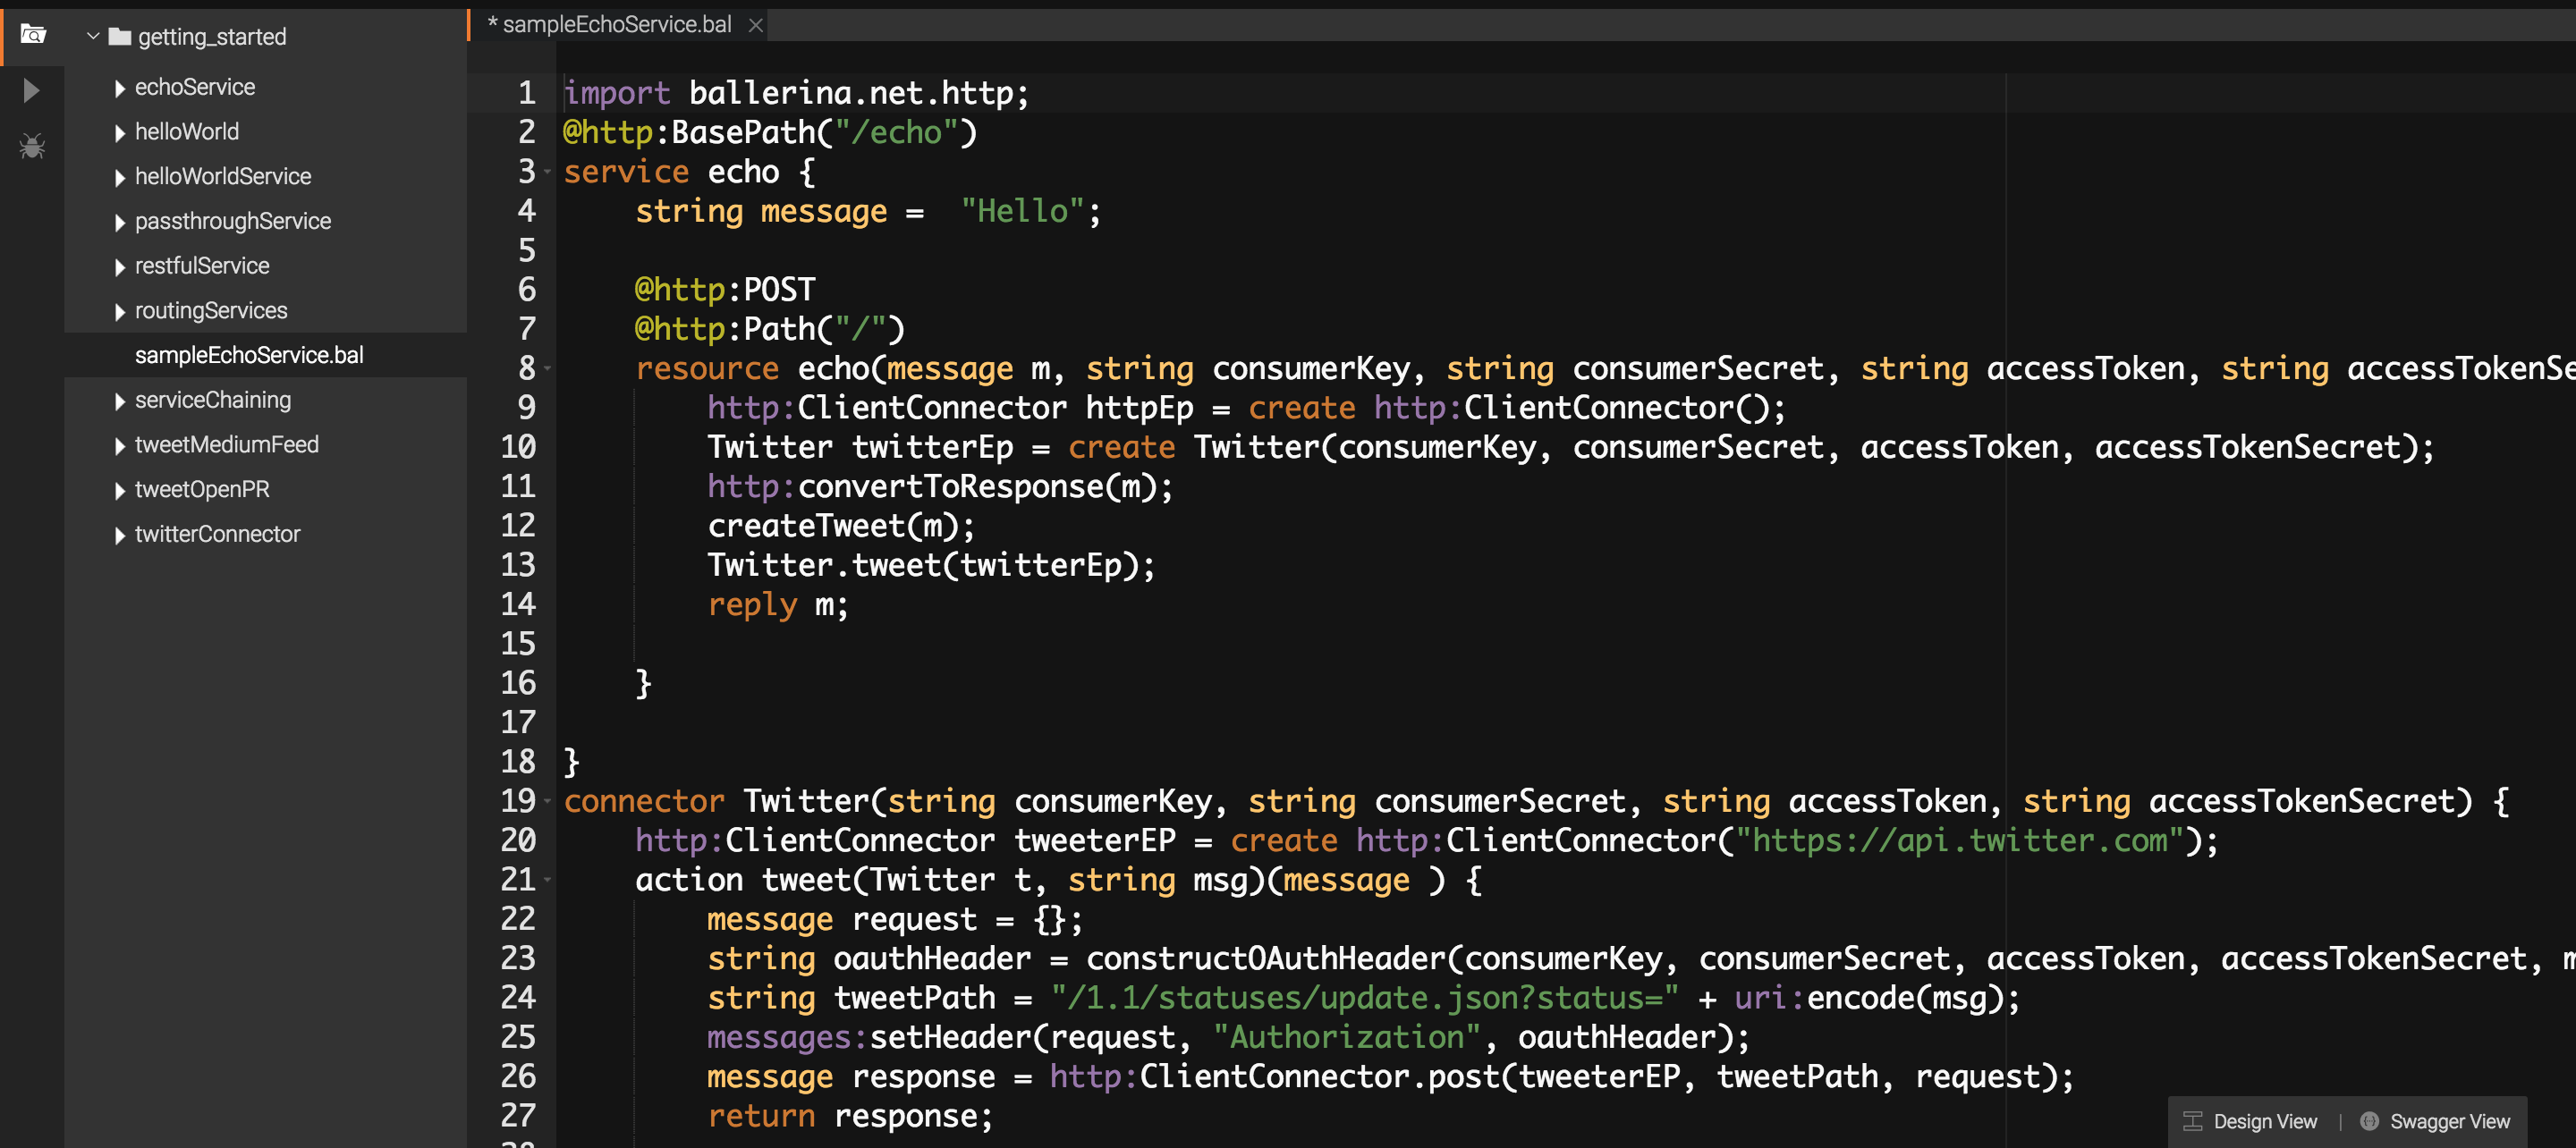 getting_started
echoService
helloWorld
helloWorldService
passthroughService
restfulService
routingServices
sampleEchoService.bal
serviceChaining
tweetMediumFeed
tweetOpenPR
twitterConnector
* sampleEchoService.bal
1 import ballerina.net.http;
2 @http:BasePath("/echo")
3 service echo {
4     string message =  "Hello";
5
6     @http:POST
7     @http:Path("/")
8     resource echo(message m, string consumerKey, string consumerSecret, string accessToken, string accessTokenSe
9         http:ClientConnector httpEp = create http:ClientConnector();
10         Twitter twitterEp = create Twitter(consumerKey, consumerSecret, accessToken, accessTokenSecret);
11         http:convertToResponse(m);
12         createTweet(m);
13         Twitter.tweet(twitterEp);
14         reply m;
15
16     }
17
18 }
19 connector Twitter(string consumerKey, string consumerSecret, string accessToken, string accessTokenSecret) {
20     http:ClientConnector tweeterEP = create http:ClientConnector("https://api.twitter.com");
21     action tweet(Twitter t, string msg)(message ) {
22         message request = {};
23         string oauthHeader = constructOAuthHeader(consumerKey, consumerSecret, accessToken, accessTokenSecret,
24         string tweetPath = "/1.1/statuses/update.json?status=" + uri:encode(msg);
25         messages:setHeader(request, "Authorization", oauthHeader);
26         message response = http:ClientConnector.post(tweeterEP, tweetPath, request);
27         return response;
Design View | Swagger View